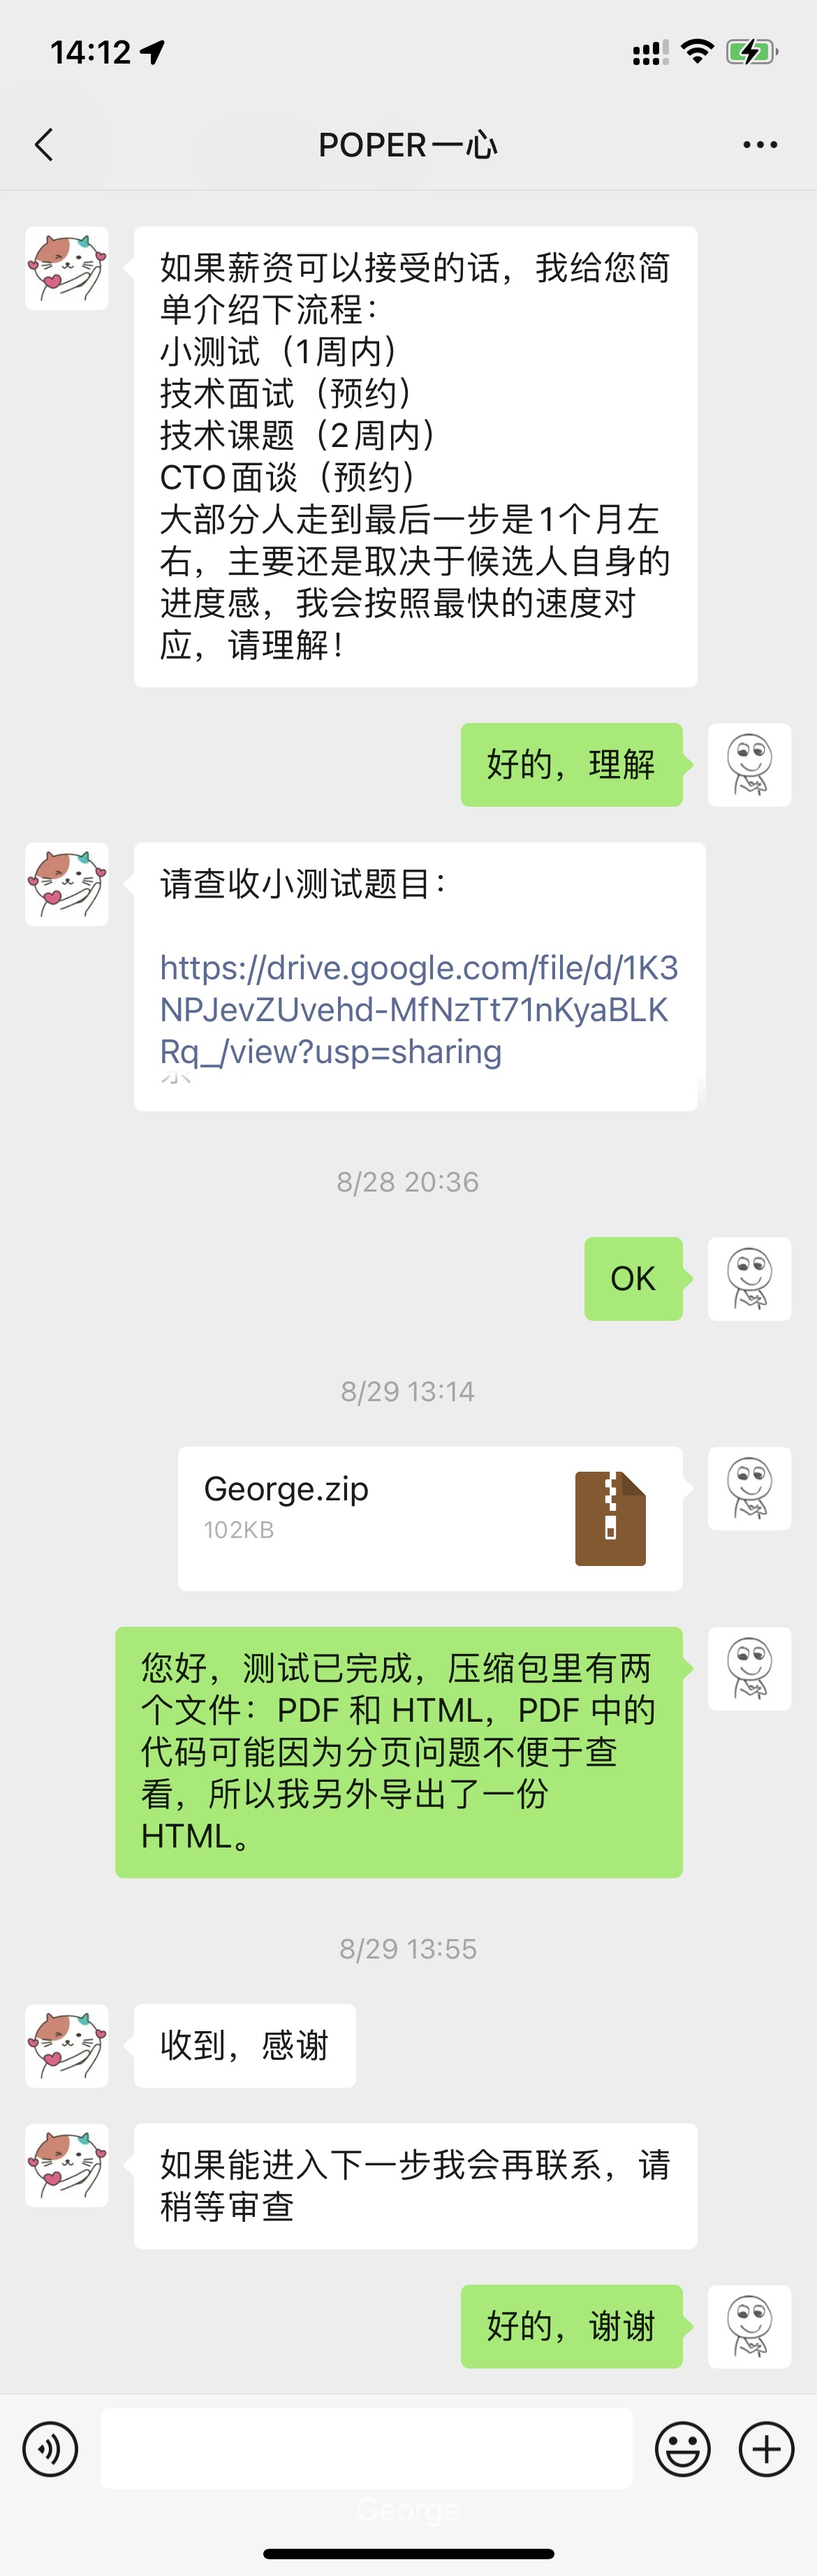 14:12
POPER一心
如果薪资可以接受的话，我给您简
单介绍下流程：
小测试（1周内）
技术面试（预约）
技术课题（2周内）
CTO面谈（预约）
大部分人走到最后一步是1个月左
右，主要还是取决于候选人自身的
进度感，我会按照最快的速度对
应，请理解！
好的，理解
请查收小测试题目：
https://drive.google.com/file/d/1K3
NPJevZUvehd-MfNzTt71nKyaBLK
Rq_/view?usp=sharing
8/28 20:36
OK
8/29 13:14
George.zip
102KB
您好，测试已完成，压缩包里有两
个文件：PDF 和 HTML，PDF 中的
代码可能因为分页问题不便于查
看，所以我另外导出了一份
HTML。
8/29 13:55
收到，感谢
如果能进入下一步我会再联系，请
稍等审查
好的，谢谢
George